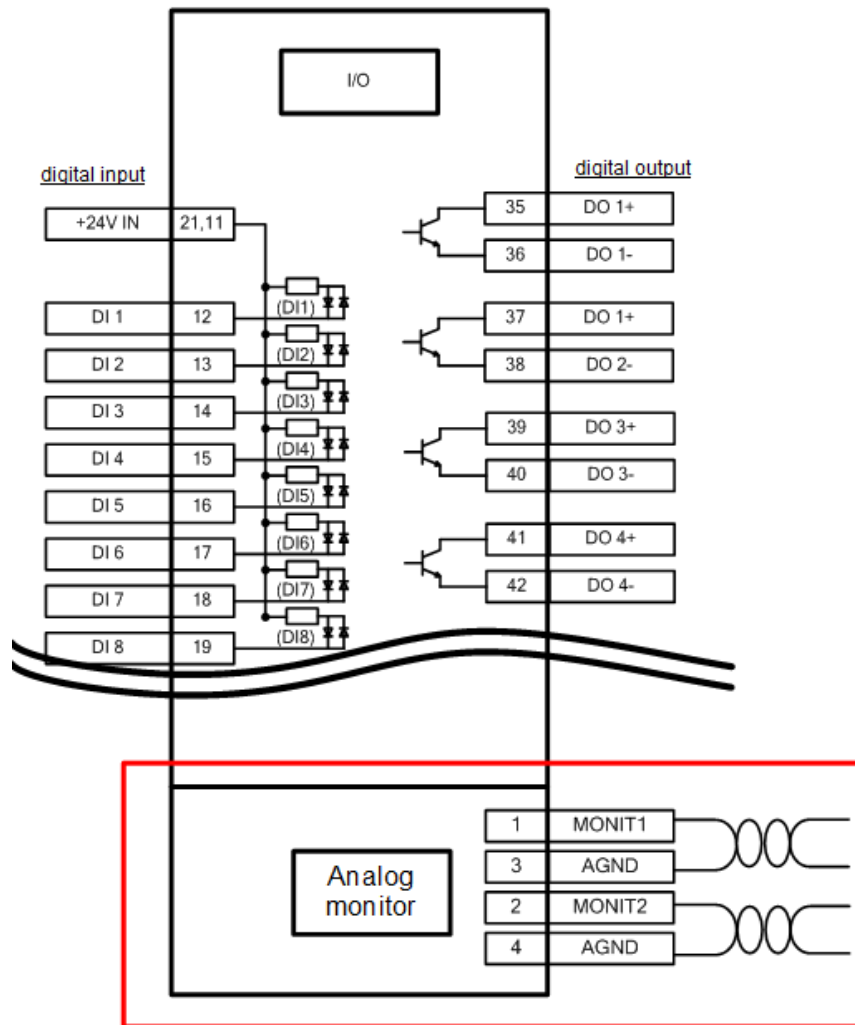 I/O
digital input
digital output
+24V IN 21,11
35 DO 1+
36 DO 1-
(DI1)
DI 1 12
37 DO 1+
(DI2)
DI 2 13
38 DO 2-
(DI3)
DI 3 14
39 DO 3+
(DI4)
DI 4 15
40 DO 3-
(DI5)
DI 5 16
41 DO 4+
(DI6)
DI 6 17
(DI7)
DI 7 18
42 DO 4-
(DI8)
DI 8 19
1 MONIT1
3 AGND
Analog
monitor
2 MONIT2
4 AGND